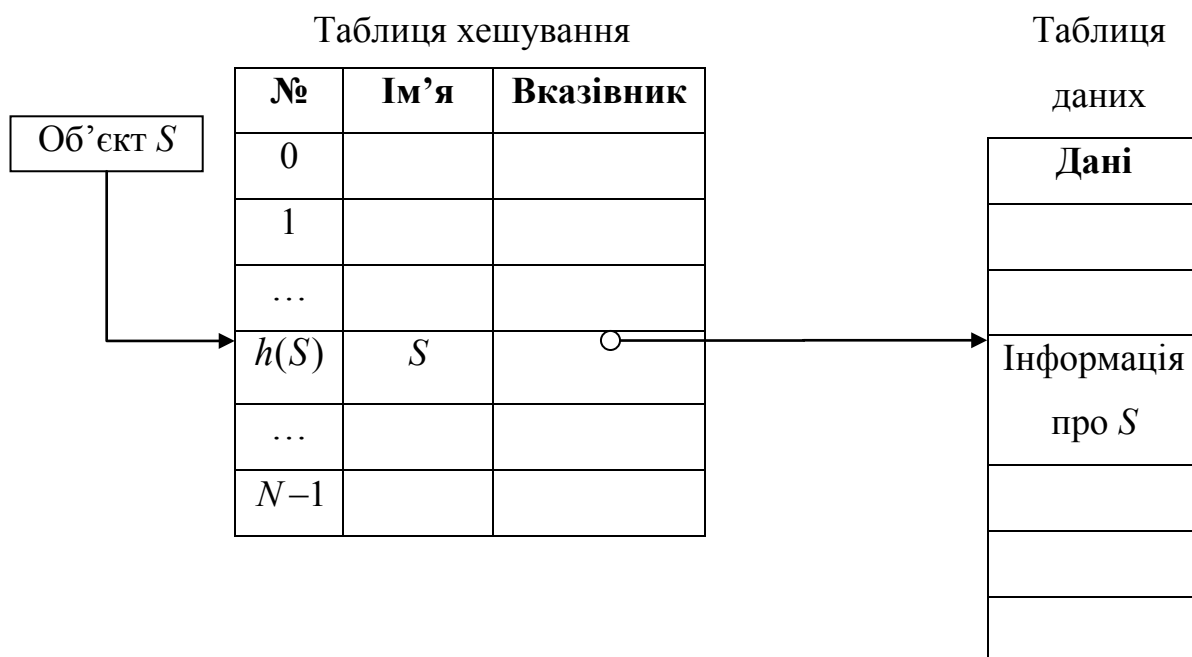 Таблиця хешування
Таблиця
даних
№ Ім’я Вказівник
Об’єкт S
0
Дані
1
…
h(S) S
Інформація
про S
…
N−1